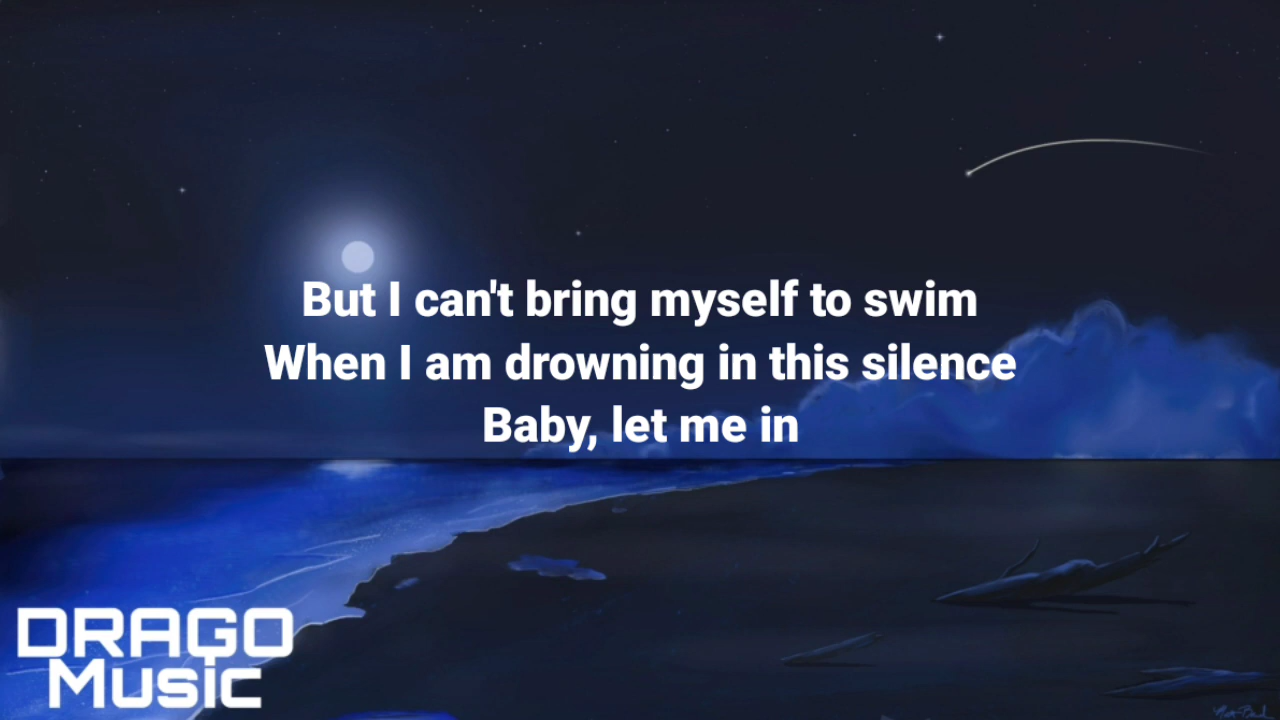 But I can't bring myself to swim
When I am drowning in this silence
Baby, let me in
DRAGO
Music